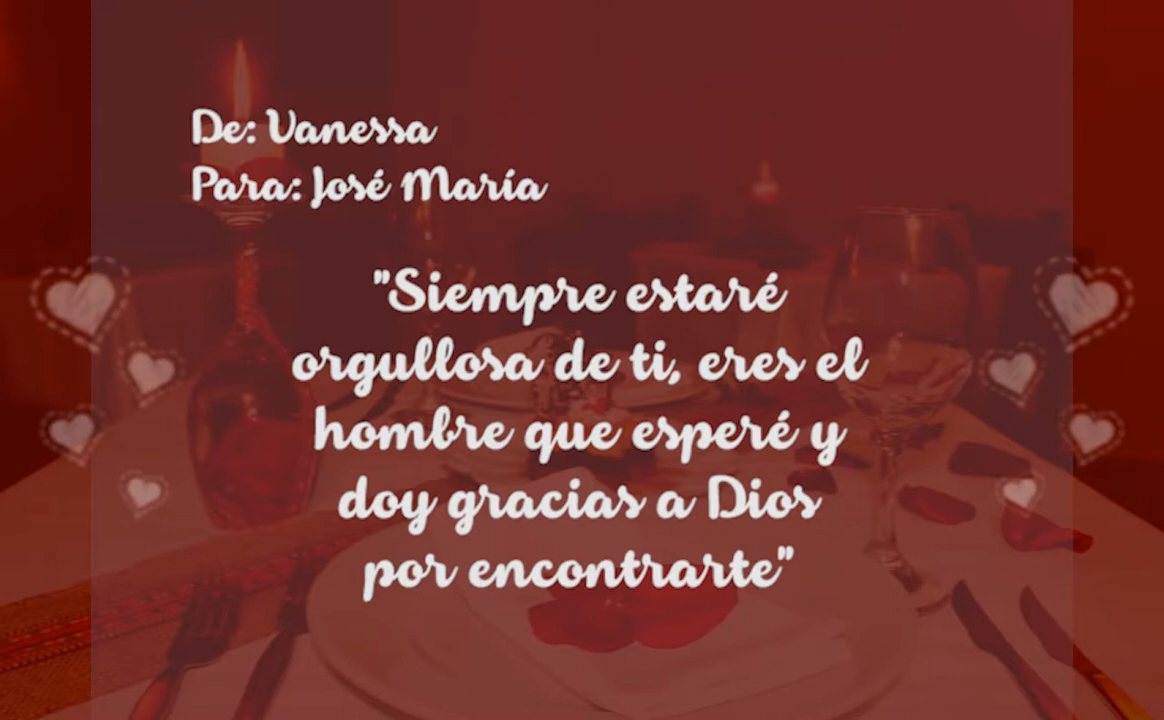 De: Vanessa
Para: José María
"Siempre estaré
orgullosa de ti, eres el
hombre que esperé y
doy gracias a Dios
por encontrarte"